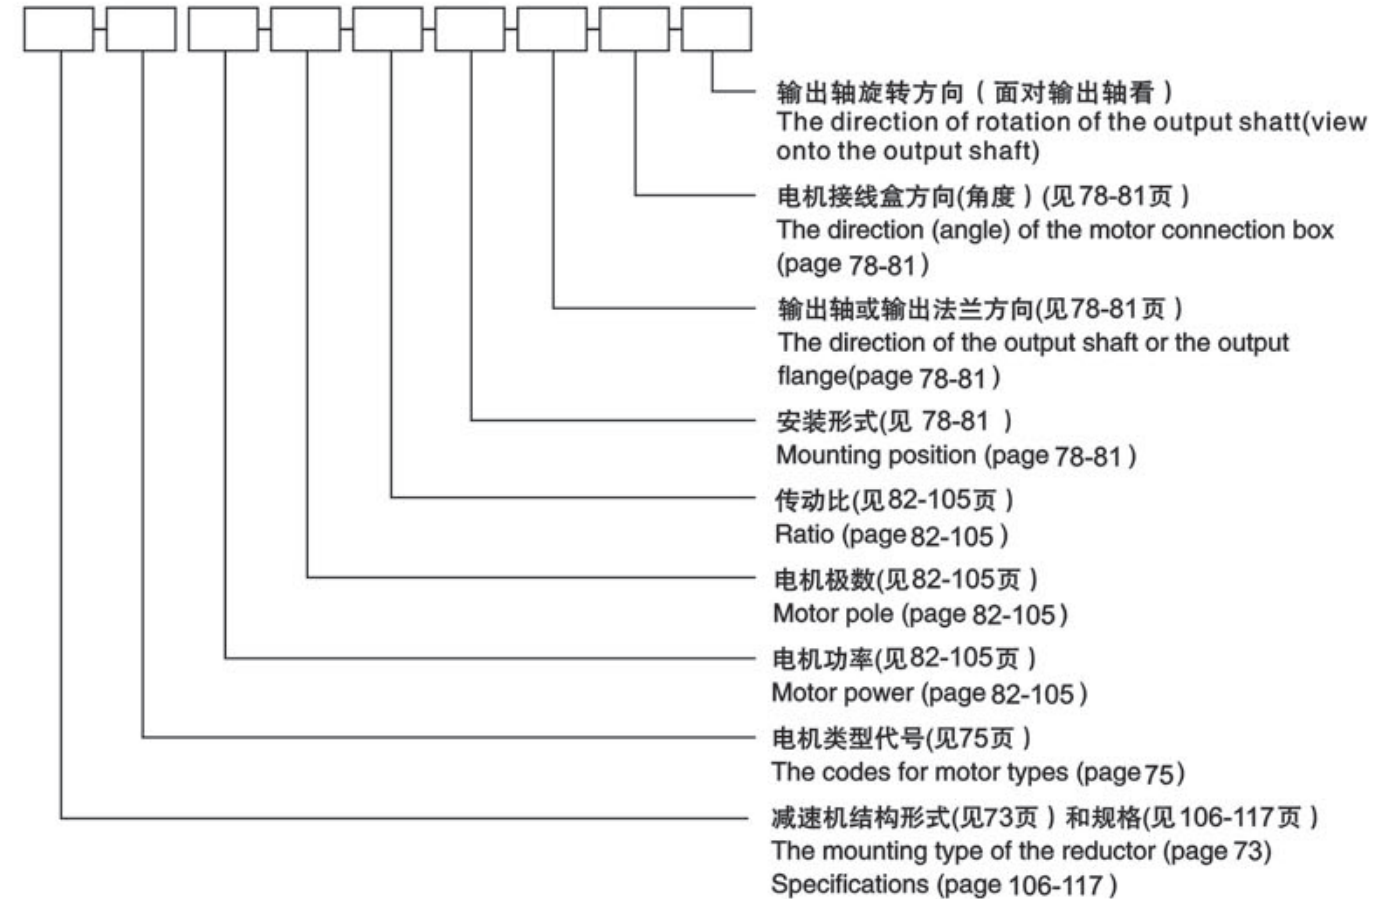 输出轴旋转方向 ( 面对输出轴看 )
The direction of rotation of the output shatt(view
onto the output shaft)
电机接线盒方向(角度 ) (见78-81页 )
The direction (angle) of the motor connection box
(page 78-81)
输出轴或输出法兰方向(见78-81页 )
The direction of the output shaft or the output
flange(page 78-81)
安装形式(见 78-81 )
Mounting position (page 78-81)
传动比(见82-105页 )
Ratio (page 82-105 )
电机极数(见82-105页 )
Motor pole (page 82-105)
电机功率(见82-105页 )
Motor power (page 82-105 )
电机类型代号(见75页 )
The codes for motor types (page 75)
减速机结构形式(见73页 ) 和规格(见106-117页 )
The mounting type of the reductor (page 73)
Specifications (page 106-117 )